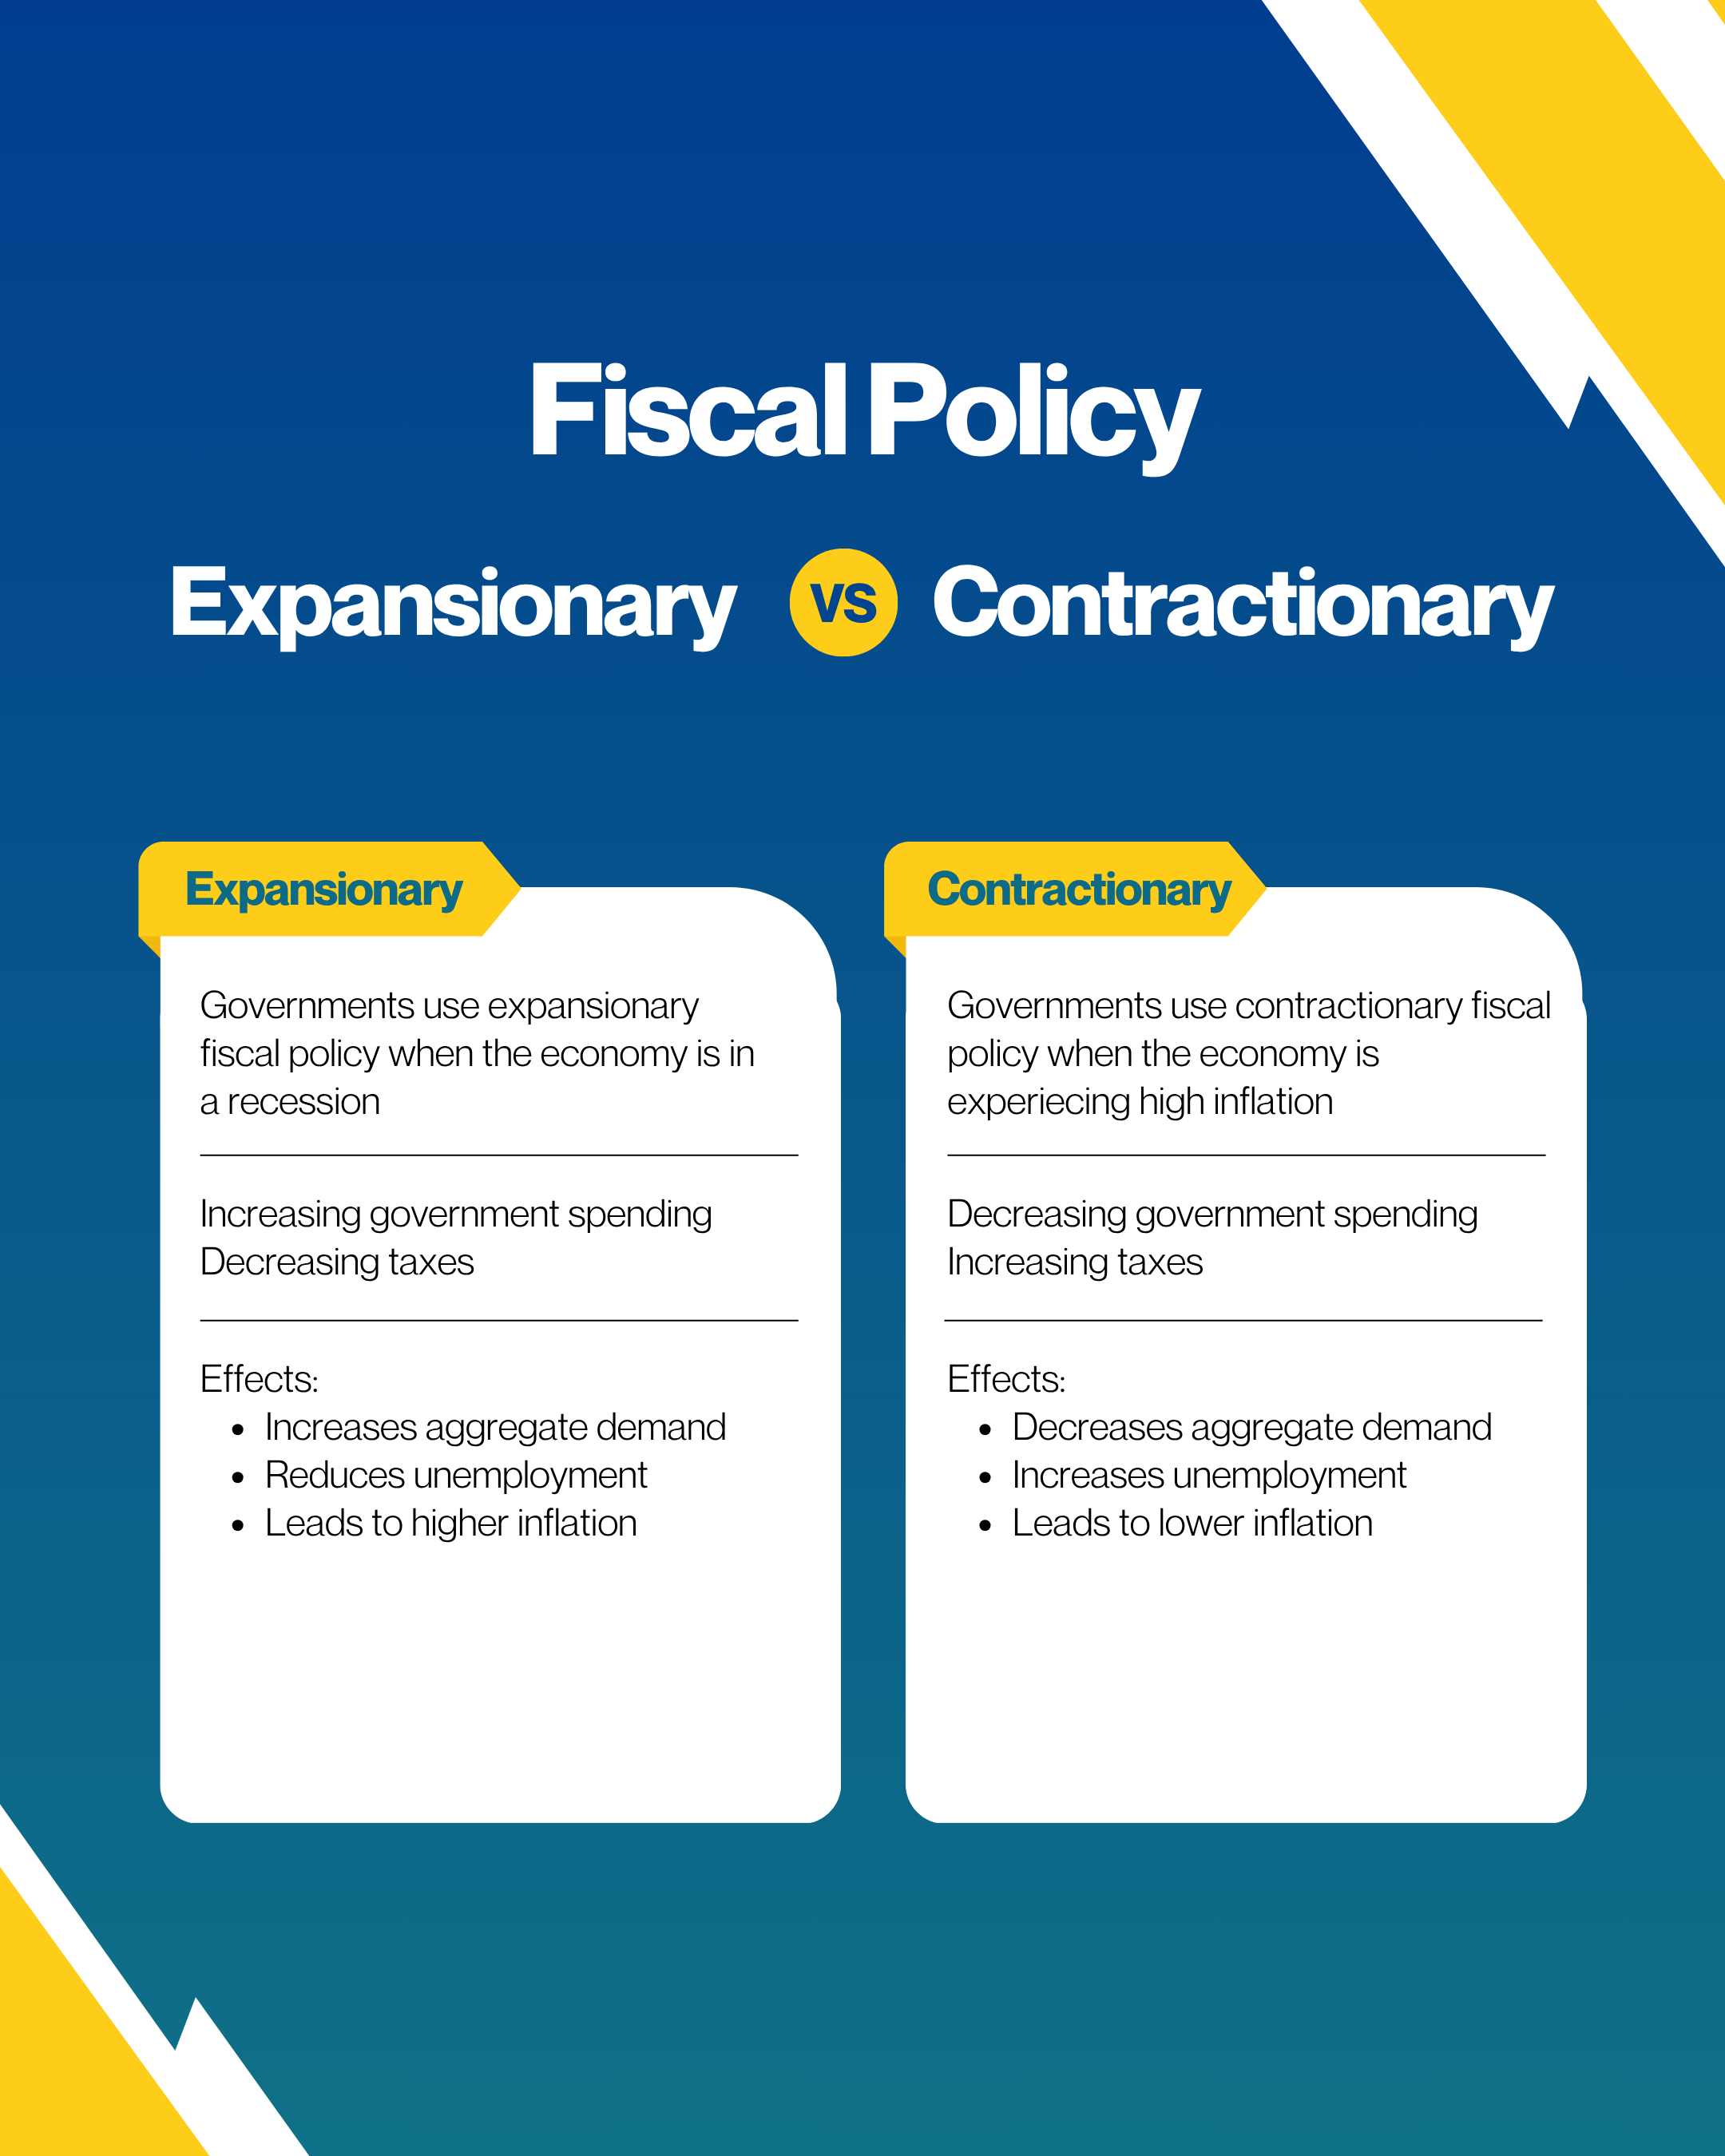 Fiscal Policy
Expansionary vs Contractionary
Expansionary
Governments use expansionary
fiscal policy when the economy is in
a recession
Increasing government spending
Decreasing taxes
Effects:
• Increases aggregate demand
• Reduces unemployment
• Leads to higher inflation
Contractionary
Governments use contractionary fiscal
policy when the economy is
experiecing high inflation
Decreasing government spending
Increasing taxes
Effects:
• Decreases aggregate demand
• Increases unemployment
• Leads to lower inflation